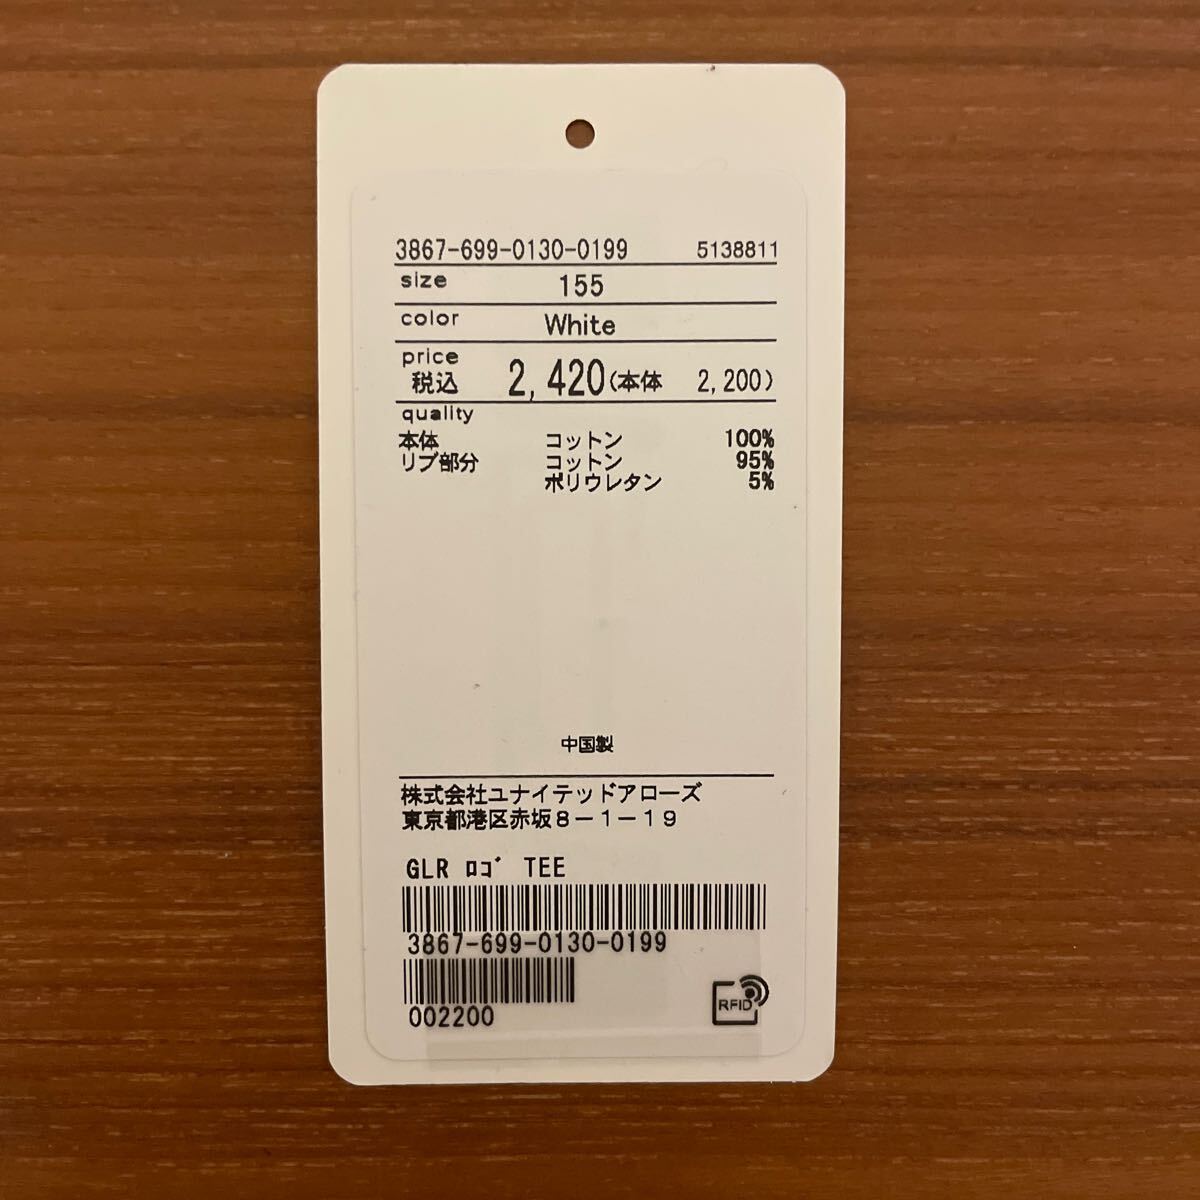 3867-699-0130-0199 5138811
size 155
color White
price
税込 2,420(本体 2,200)
quality
本体 コットン 100%
リブ部分 コットン 95%
ポリウレタン 5%
中国製
株式会社ユナイテッドアローズ
東京都港区赤坂8-1-19
GLR ﾛｺﾞ TEE
3867-699-0130-0199
002200
RFID